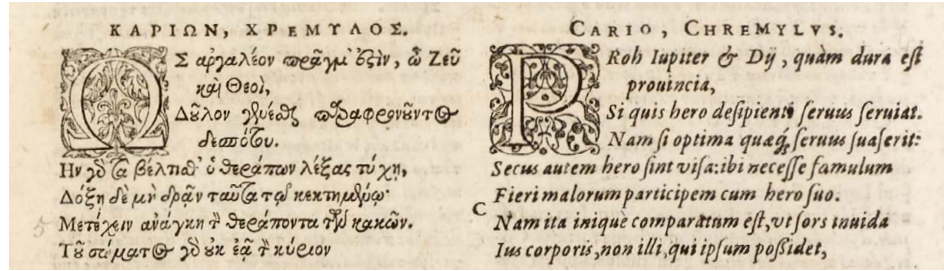 ΚΑΡΙΩΝ, ΧΡΕΜΥΛΟΣ.
ΩΣ ἀργαλέον πρᾶγμ' ἐςὶν, ὦ Ζεῦ
καὶ Θεοὶ,
Δοῦλον γενέσθαι παραφρονοῦντος
δεσπότου.
Ην γὰρ τὰ βέλτισθ' ὁ θεράπων λέξας τύχῃ,
Δόξῃ δὲ μὴ δρᾶν ταῦτα τῷ κεκτημένῳ·
5 Μετέχειν ἀνάγκη τὸν θεράποντα τῶν κακῶν.
Τοῦ σώματος γὰρ οὐκ ἐᾷ τὸν κύριον
CARIO, CHREMYLVS.
PRoh Iupiter & Dij, quàm dura est
prouincia,
Si quis hero desipienti seruus seruiat.
Nam si optima quæq; seruus suaserit:
Secus autem hero sint visa: ibi necesse famulum
Fieri malorum participem cum hero suo.
C
Nam ita iniquè comparatum est, vt sors inuida
Ius corporis, non illi, qui ipsum possidet,